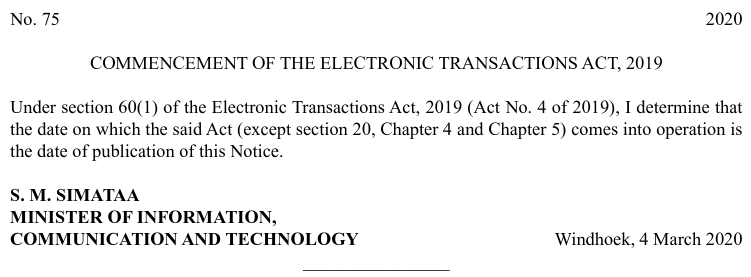 No. 75 2020
COMMENCEMENT OF THE ELECTRONIC TRANSACTIONS ACT, 2019
Under section 60(1) of the Electronic Transactions Act, 2019 (Act No. 4 of 2019), I determine that
the date on which the said Act (except section 20, Chapter 4 and Chapter 5) comes into operation is
the date of publication of this Notice.
S. M. SIMATAA
MINISTER OF INFORMATION,
COMMUNICATION AND TECHNOLOGY Windhoek, 4 March 2020